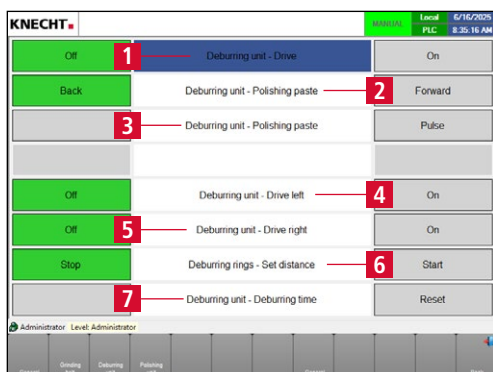 KNECHT
MANUAL
Local 6/16/2025
PLC 8:35:16 AM
Off 1 Deburring unit - Drive On
Back Deburring unit - Polishing paste 2 Forward
3 Deburring unit - Polishing paste Pulse
Off Deburring unit - Drive left 4 On
Off 5 Deburring unit - Drive right On
Stop Deburring rings - Set distance 6 Start
7 Deburring unit - Deburring time Reset
Administrator Level: Administrator
Grinding Deburring Polishing